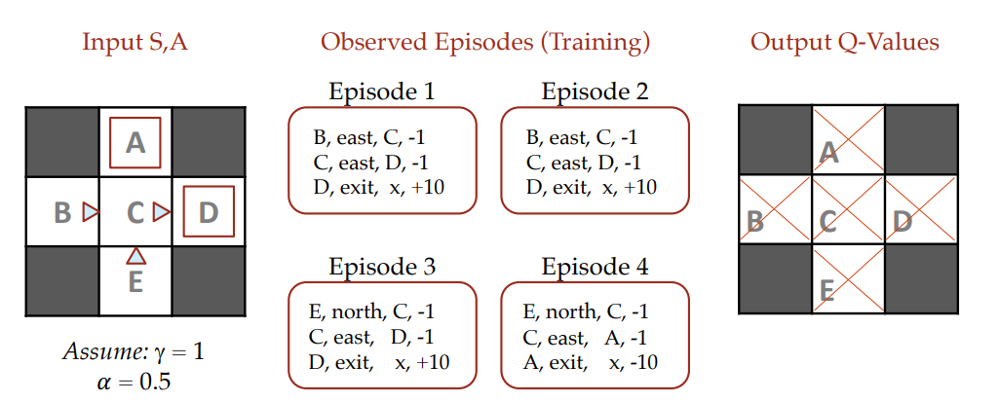 Input S,A
Observed Episodes (Training)
Output Q-Values
A
B
C
D
E
Assume: γ = 1
α = 0.5
Episode 1
B, east, C, -1
C, east, D, -1
D, exit, x, +10
Episode 2
B, east, C, -1
C, east, D, -1
D, exit, x, +10
Episode 3
E, north, C, -1
C, east, D, -1
D, exit, x, +10
Episode 4
E, north, C, -1
C, east, A, -1
A, exit, x, -10
A
B
C
D
E